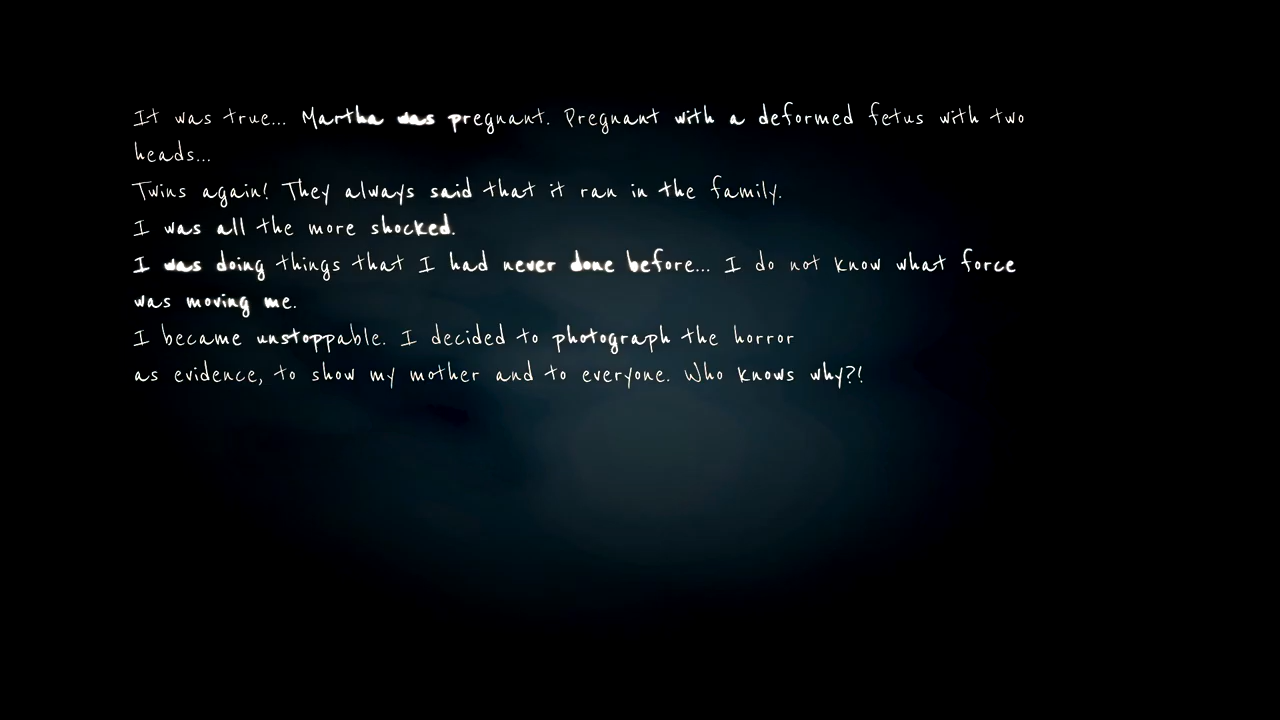 It was true... Martha was pregnant. Pregnant with a deformed fetus with two
heads...
Twins again! They always said that it ran in the family.
I was all the more shocked.
I was doing things that I had never done before... I do not know what force
was moving me.
I became unstoppable. I decided to photograph the horror
as evidence, to show my mother and to everyone. Who knows why?!